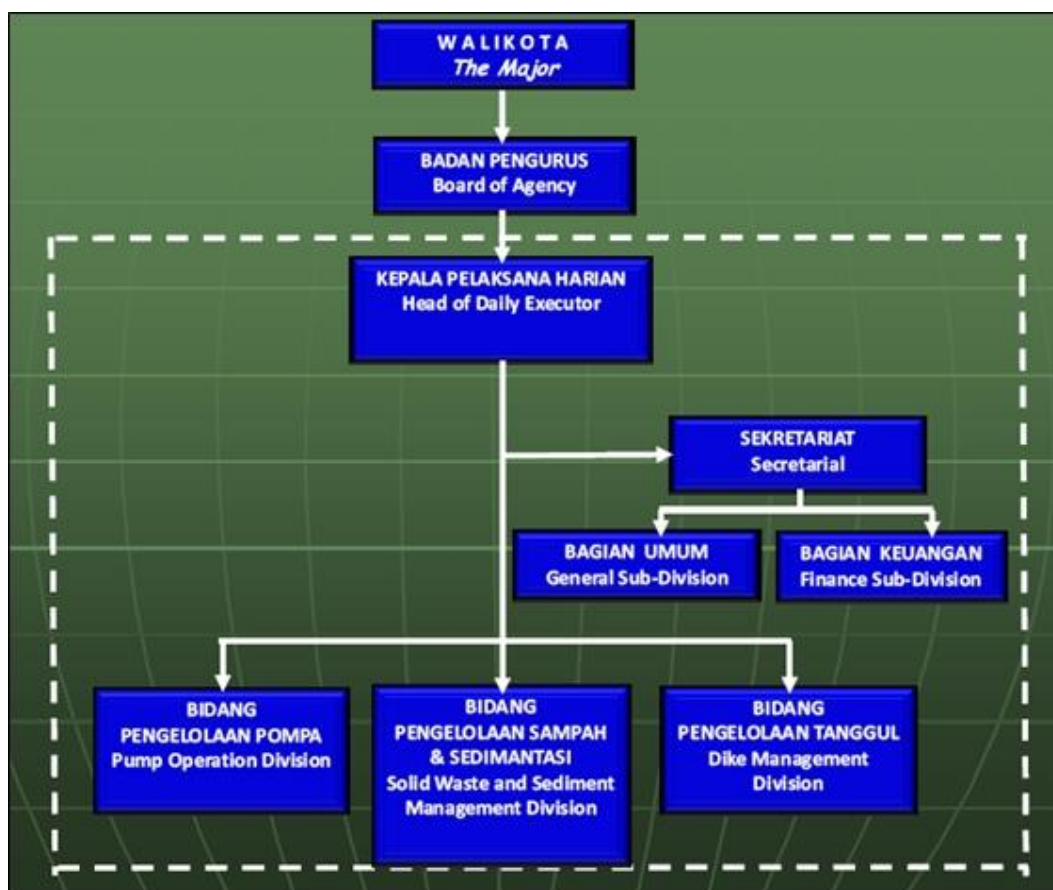 W A L I K O T A
The Major
BADAN PENGURUS
Board of Agency
KEPALA PELAKSANA HARIAN
Head of Daily Executor
SEKRETARIAT
Secretarial
BAGIAN UMUM
General Sub-Division
BAGIAN KEUANGAN
Finance Sub-Division
BIDANG
PENGELOLAAN POMPA
Pump Operation Division
BIDANG
PENGELOLAAN SAMPAH
& SEDIMANTASI
Solid Waste and Sediment
Management Division
BIDANG
PENGELOLAAN TANGGUL
Dike Management
Division